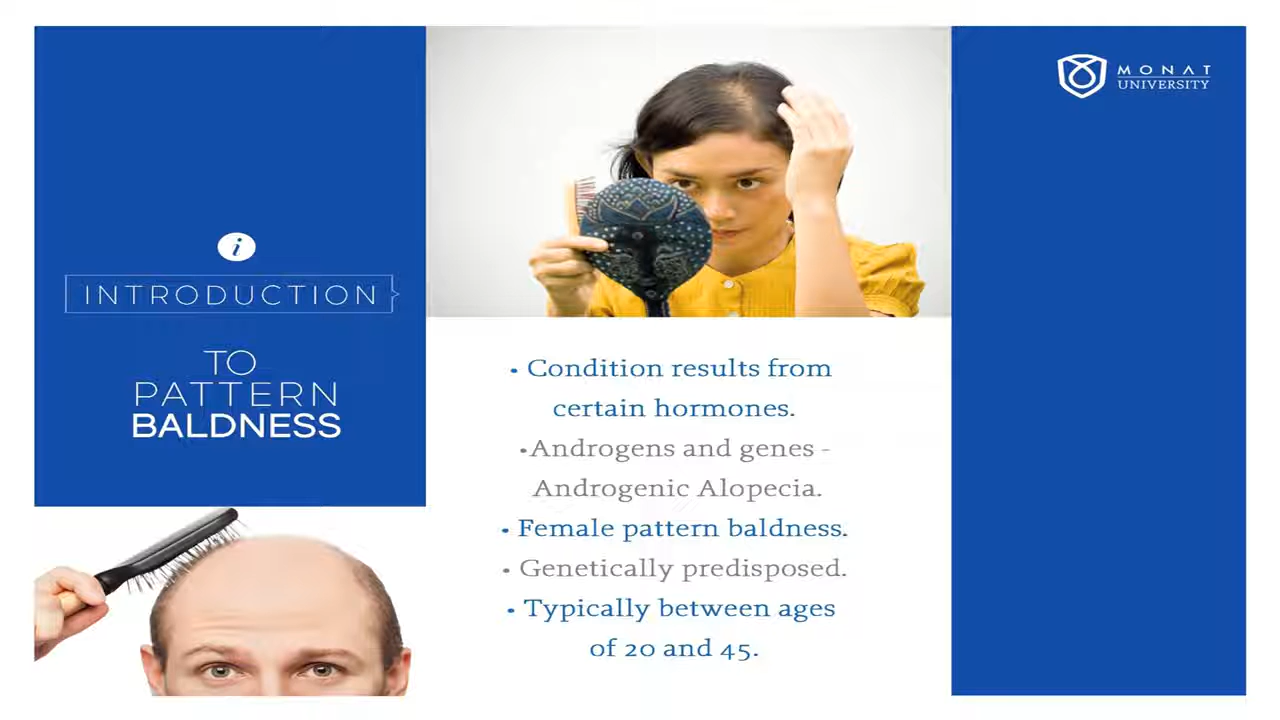 MONAT
UNIVERSITY
i
INTRODUCTION
TO
PATTERN
BALDNESS
• Condition results from
certain hormones.
•Androgens and genes -
Androgenic Alopecia.
• Female pattern baldness.
• Genetically predisposed.
• Typically between ages
of 20 and 45.